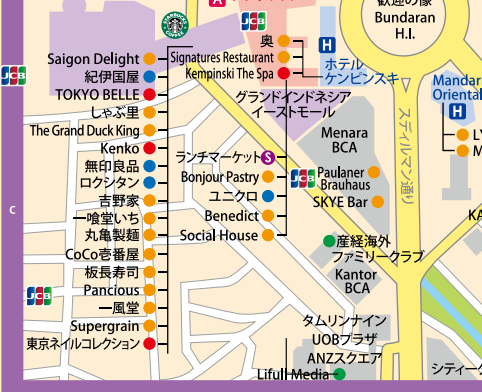 A
歓迎の像
Bundaran
H.I.
STARBUCKS
COFFEE
JCB
H
ホテル
ケンピンスキ
奥
Signatures Restaurant
Kempinski The Spa
グランドインドネシア
イーストモール
JCB
Saigon Delight
紀伊国屋
TOKYO BELLE
しゃぶ里
The Grand Duck King
Kenko
無印良品
ロクシタン
吉野家
一喰堂いち
丸亀製麺
CoCo壱番屋
板長寿司
Pancious
一風堂
Supergrain
東京ネイルコレクション
ランチマーケット
S
Bonjour Pastry
ユニクロ
Benedict
Social House
JCB
Menara
BCA
Paulaner
Brauhaus
SKYE Bar
スディルマン通り
Mandar
Oriental
H
LY
M
C
JCB
産経海外
ファミリークラブ
Kantor
BCA
KA
タムリンナイン
UOBプラザ
ANZスクエア
Lifull Media
シティー